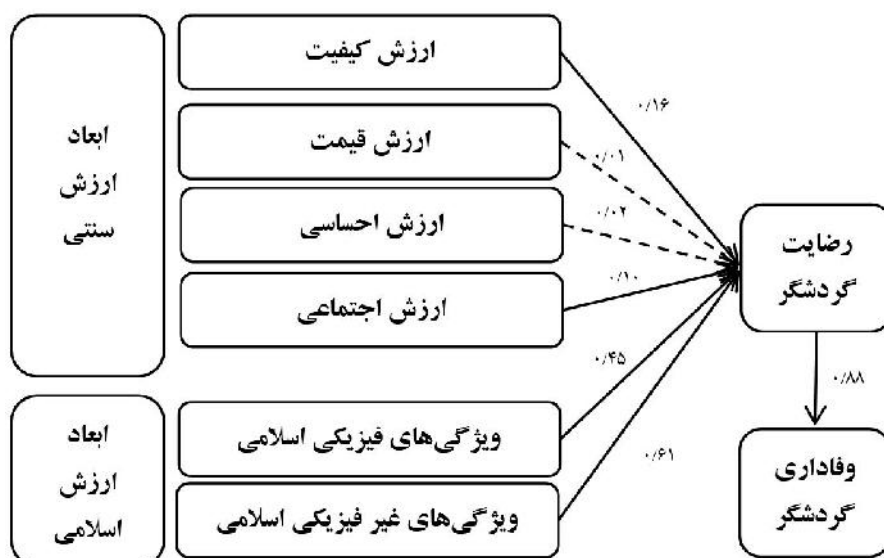 ابعاد
ارزش
سنتی
ارزش کیفیت
ارزش قیمت
ارزش احساسی
ارزش اجتماعی
ابعاد
ارزش
اسلامی
ویژگی‌های فیزیکی اسلامی
ویژگی‌های غیر فیزیکی اسلامی
۰/۱۶
۰/۰۱
۰/۰۲
۰/۱۰
۰/۴۵
۰/۶۱
رضایت
گردشگر
۰/۸۸
وفاداری
گردشگر